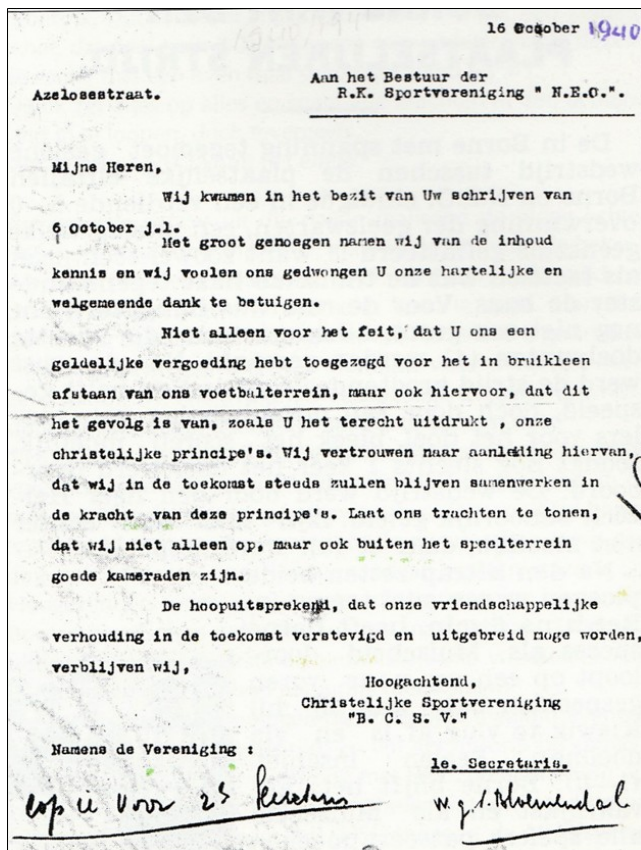 16 October 1940
Aan het Bestuur der
Azelosestraat.
R.K. Sportvereniging " N.E.O.".
Mijne Heren,
Wij kwamen in het bezit van Uw schrijven van
October j.l.
Met groot genoegen namen wij van de inhoud
kennis en wij voelen ons gedwongen U onze hartelijke en
welgemeende dank te betuigen.
Niet alleen voor het feit, dat U ons een
geldelijke vergoeding hebt toegezegd voor het in bruikleen
afstaan van ons voetbalterrein, maar ook hiervoor, dat dit
het gevolg is van, zoals U het terecht uitdrukt , onze
christelijke principe's. Wij vertrouwen naar aanleiding hiervan,
dat wij in de toekomst steeds zullen blijven samenwerken in
de kracht van deze principe's. Laat ons trachten te tonen,
dat wij niet alleen op, maar ook buiten het speelterrein
goede kameraden zijn.
De hoopuitsprekend, dat onze vriendschappelijke
verhouding in de toekomst verstevigd en uitgebreid moge worden,
verblijven wij,
Hoogachtend,
Christelijke Sportvereniging
"B. C. S. V."
Namens de Vereniging :
1e. Secretaris.
copie voor 2e Secretaris
W.g. J. Bloemendal